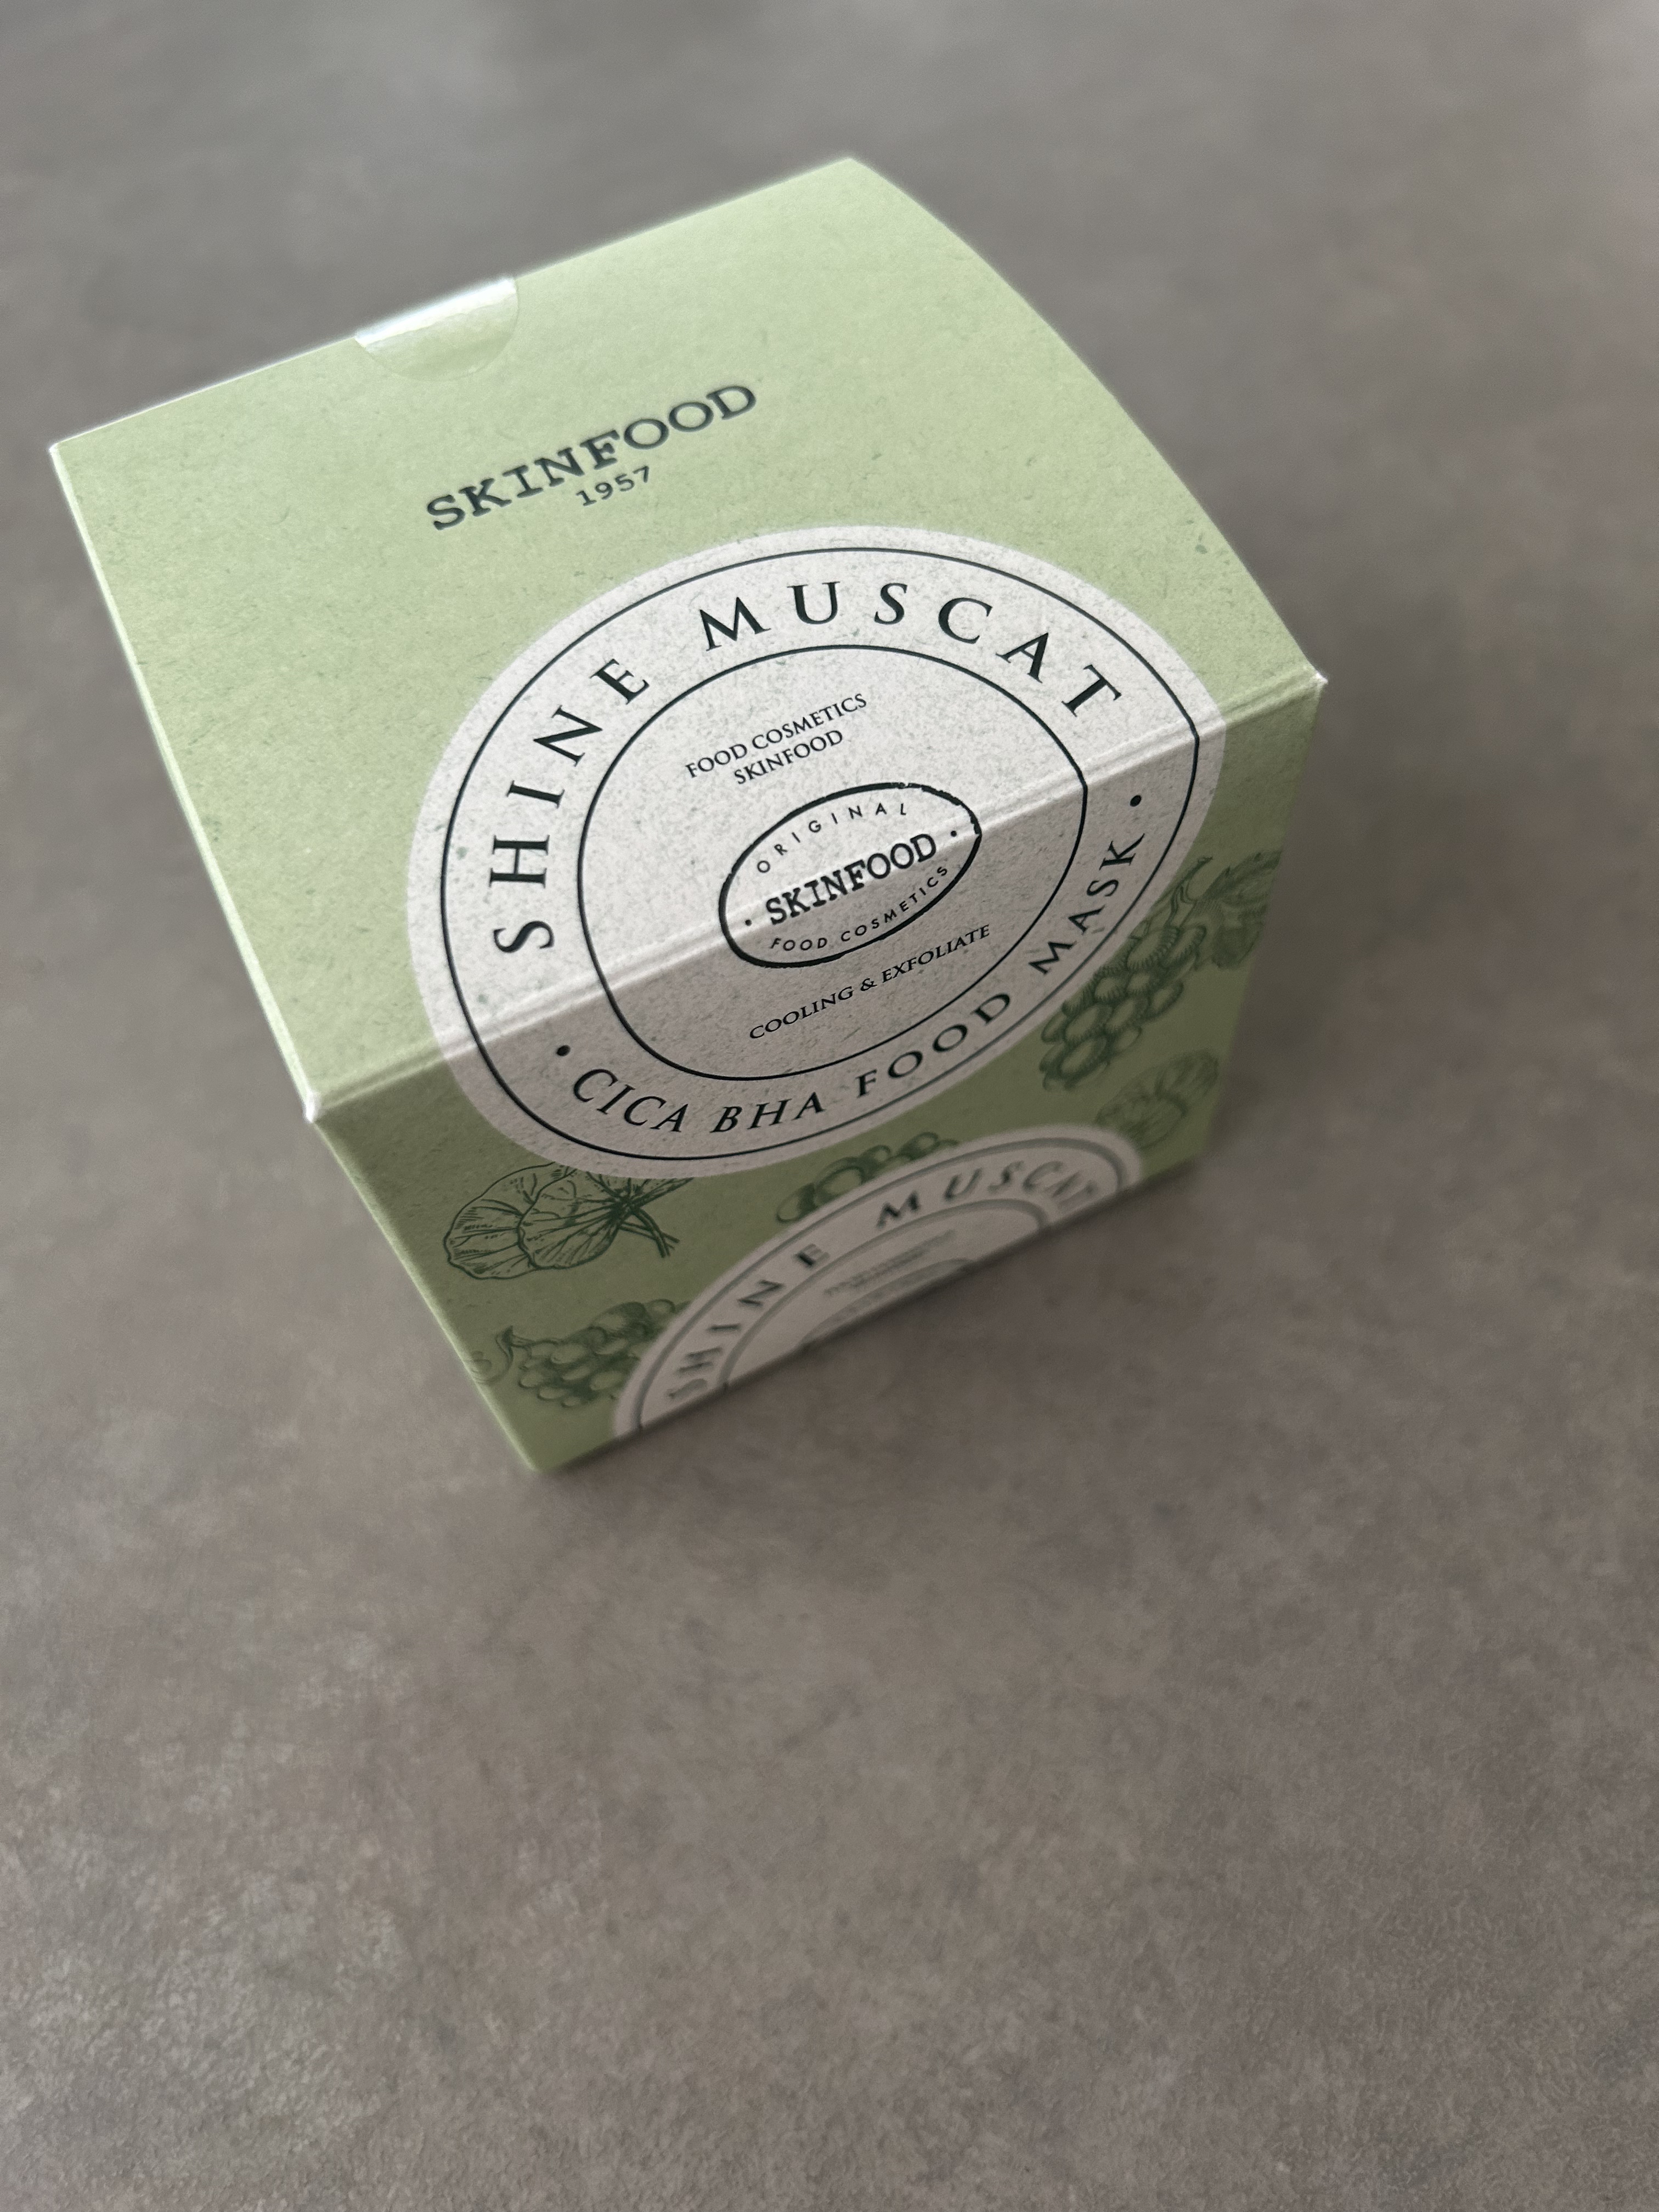 SKINFOOD
1957
SHINE MUSCAT
FOOD COSMETICS
SKINFOOD
ORIGINAL
• SKINFOOD •
FOOD COSMETICS
COOLING & EXFOLIATE
• CICA BHA FOOD MASK •
SHINE MUSCAT